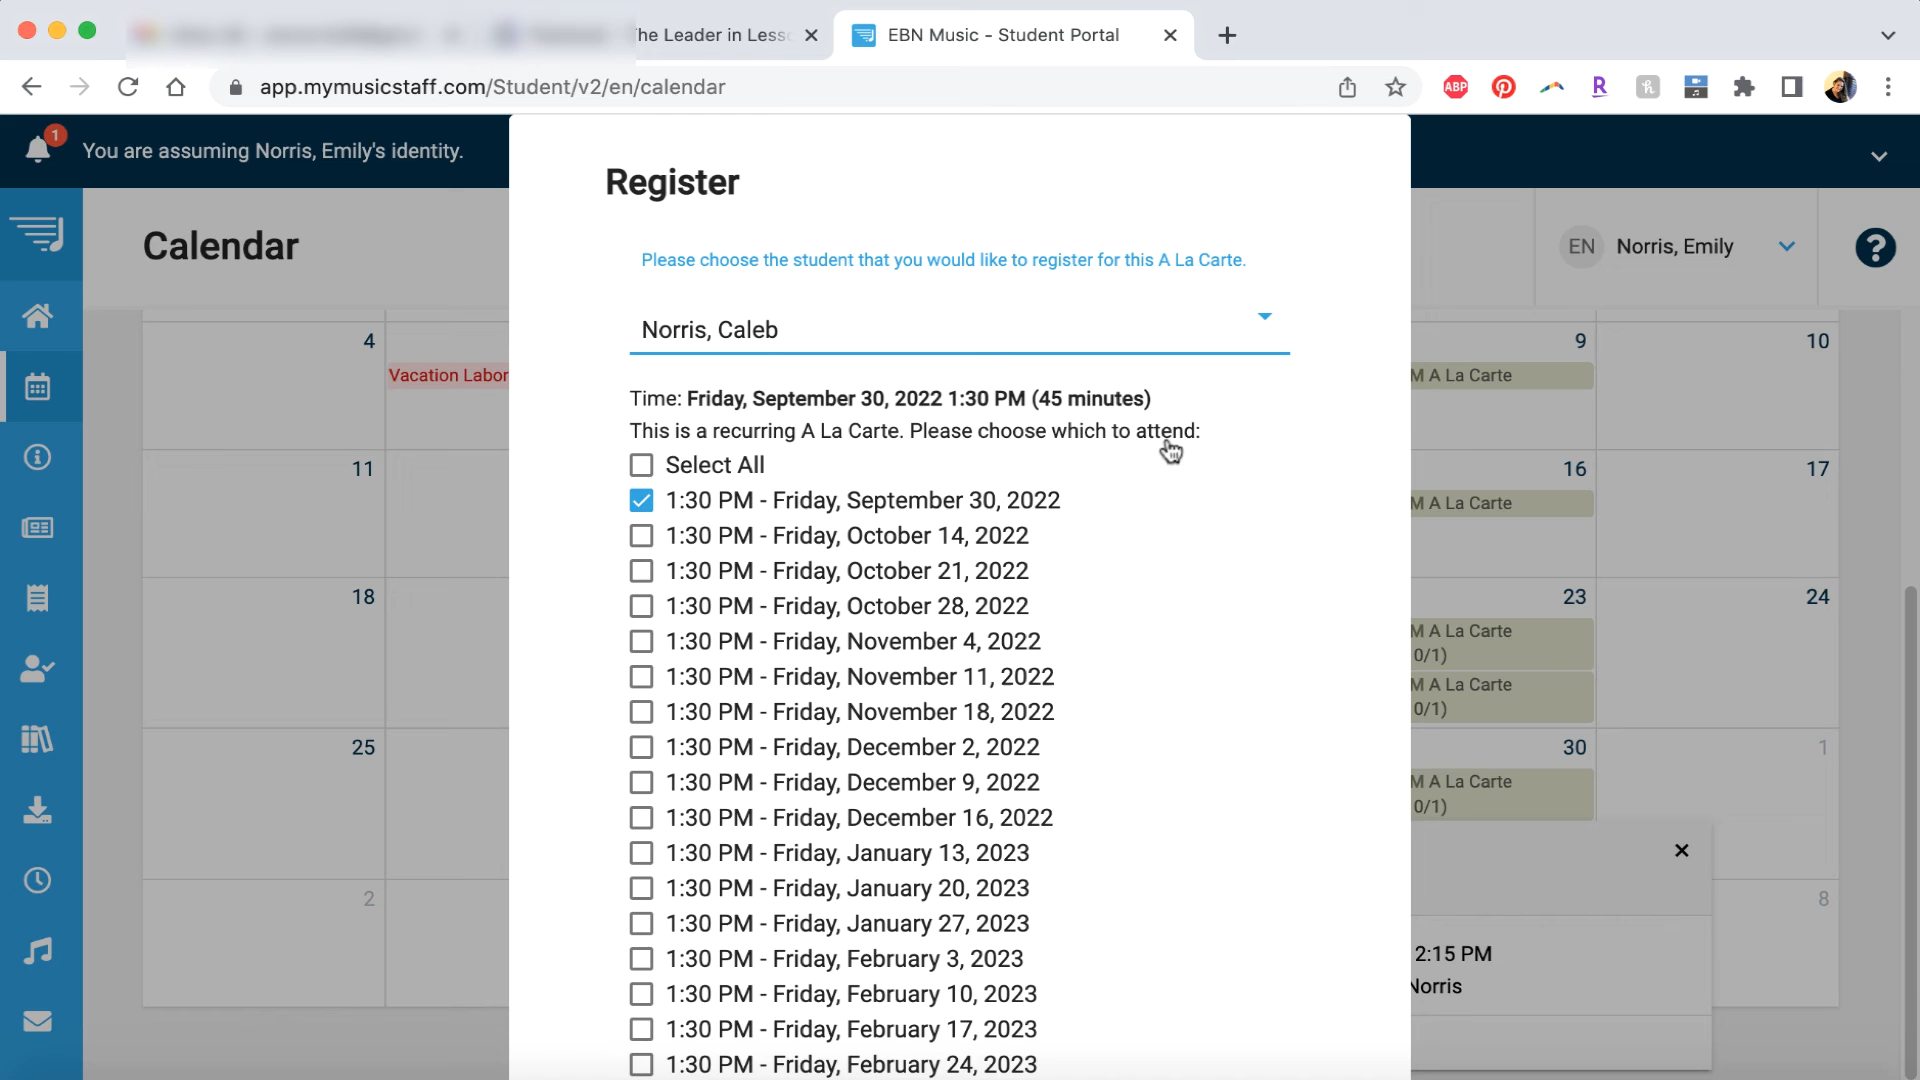 he Leader in Less
EBN Music - Student Portal
app.mymusicstaff.com/Student/v2/en/calendar
ABP
R
h
1
You are assuming Norris, Emily's identity.
Register
Calendar
EN
Norris, Emily
?
Please choose the student that you would like to register for this A La Carte.
Norris, Caleb
4
9
10
Vacation Labor
M A La Carte
Time: Friday, September 30, 2022 1:30 PM (45 minutes)
This is a recurring A La Carte. Please choose which to attend:
Select All
11
16
17
M A La Carte
1:30 PM - Friday, September 30, 2022
1:30 PM - Friday, October 14, 2022
1:30 PM - Friday, October 21, 2022
18
23
24
1:30 PM - Friday, October 28, 2022
M A La Carte
0/1)
1:30 PM - Friday, November 4, 2022
1:30 PM - Friday, November 11, 2022
M A La Carte
0/1)
1:30 PM - Friday, November 18, 2022
25
30
1
1:30 PM - Friday, December 2, 2022
1:30 PM - Friday, December 9, 2022
M A La Carte
0/1)
1:30 PM - Friday, December 16, 2022
1:30 PM - Friday, January 13, 2023
1:30 PM - Friday, January 20, 2023
2
8
1:30 PM - Friday, January 27, 2023
1:30 PM - Friday, February 3, 2023
2:15 PM
1:30 PM - Friday, February 10, 2023
Norris
1:30 PM - Friday, February 17, 2023
1:30 PM - Friday, February 24, 2023